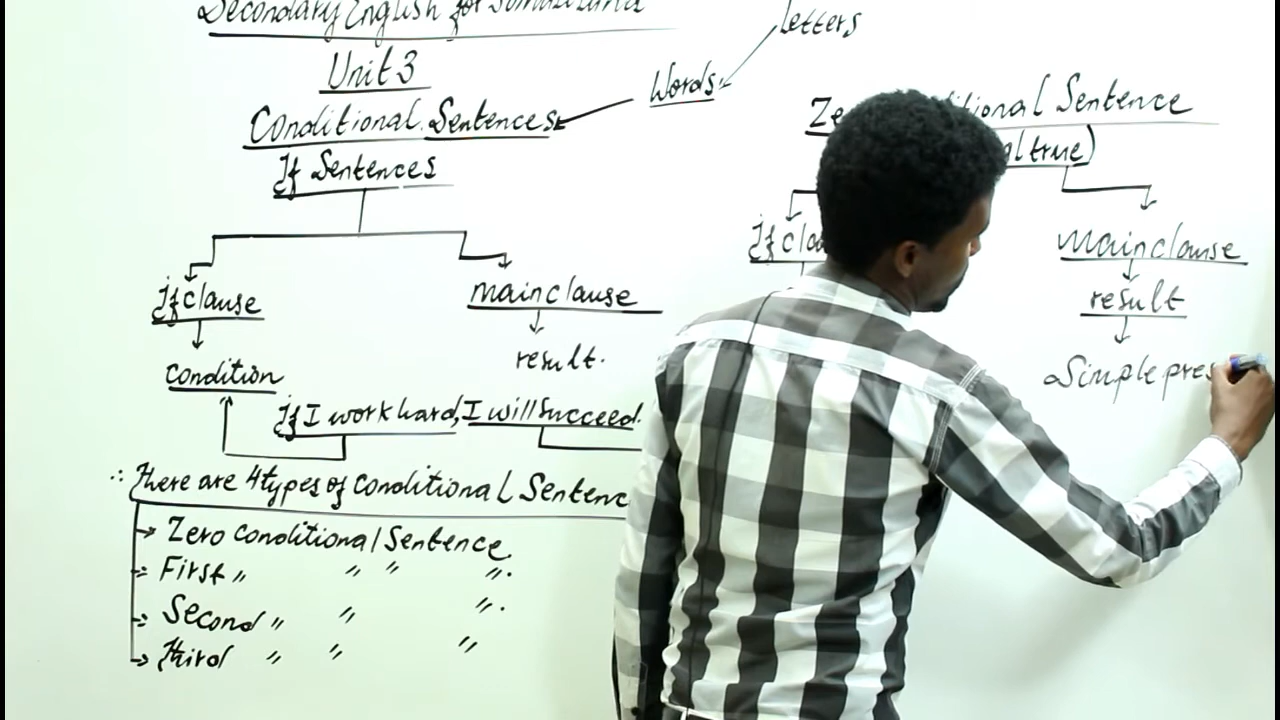 Secondary English for Somaliland
Unit 3
Letters
Words
Conditional Sentences
If Sentences
If clause
main clause
condition
result.
If I work hard, I will succeed.
∴ There are 4 types of conditional Sentenc
Zero conditional Sentence.
First " " " ".
Second " " ".
Third " " "
Ze ditional Sentence
al true)
If cla
main clause
result
Simple pres